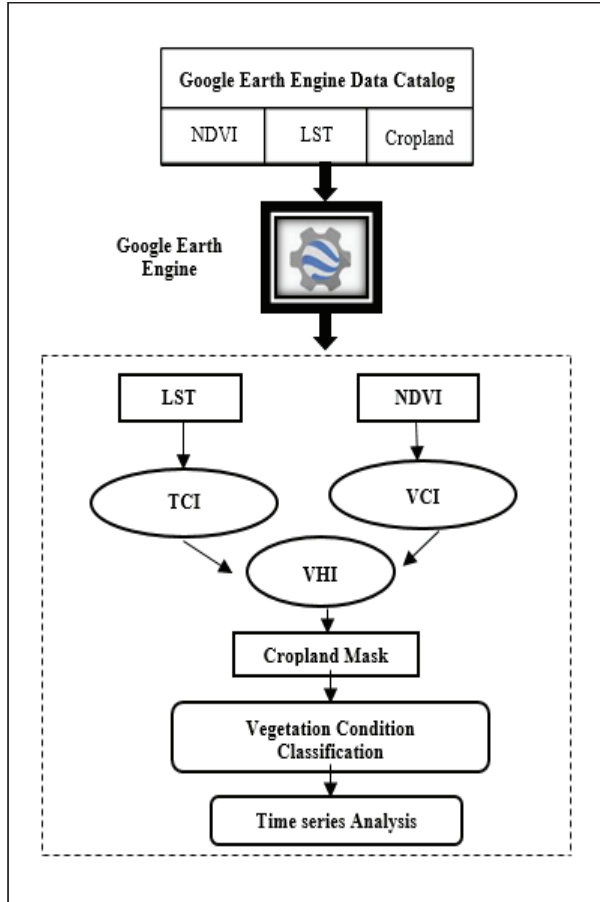 Google Earth Engine Data Catalog
NDVI
LST
Cropland
Google Earth
Engine
LST
NDVI
TCI
VCI
VHI
Cropland Mask
Vegetation Condition
Classification
Time series Analysis